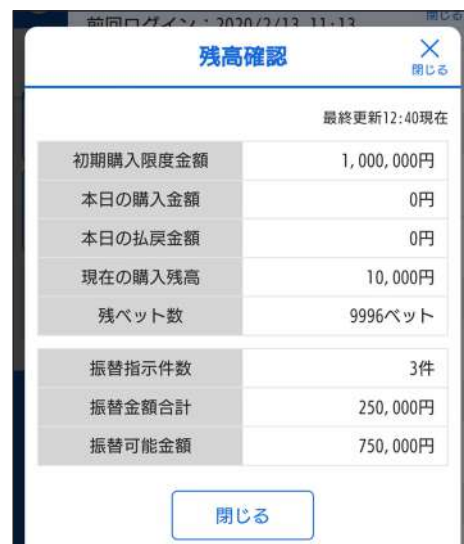 前回ログイン：2020/2/13 11:13
閉じる
残高確認
閉じる
最終更新12:40現在
初期購入限度金額 1,000,000円
本日の購入金額 0円
本日の払戻金額 0円
現在の購入残高 10,000円
残ベット数 9996ベット
振替指示件数 3件
振替金額合計 250,000円
振替可能金額 750,000円
閉じる